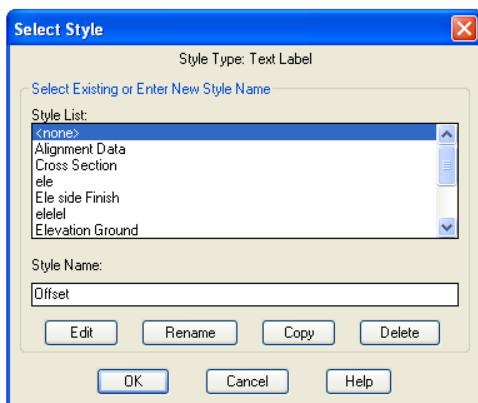 Select Style
Style Type: Text Label
Select Existing or Enter New Style Name
Style List:
<none>
Alignment Data
Cross Section
ele
Ele side Finish
elelel
Elevation Ground
Style Name:
Offset
Edit Rename Copy Delete
OK Cancel Help